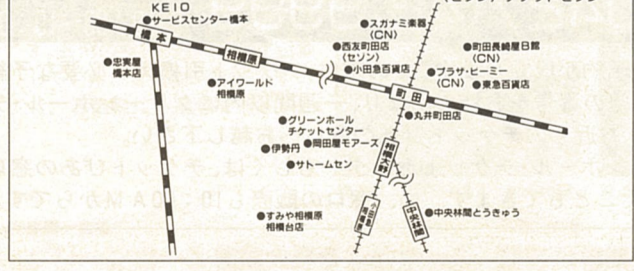 KEIO
●サービスセンター橋本
橋本
●忠実屋
橋本店
相模原
●アイワールド
相模原
●スガナミ楽器
(CN)
●西友町田店
(セゾン)
●小田急百貨店
●町田長崎屋日館
(CN)
●プラザ・ビーミー
(CN)
●東急百貨店
町田
●丸井町田店
●グリーンホール
チケットセンター
●岡田屋モアーズ
●伊勢丹
●サトームセン
相模大野
●すみや相模原
相模台店
小田急相模原
中央林間
●中央林間とうきゅう